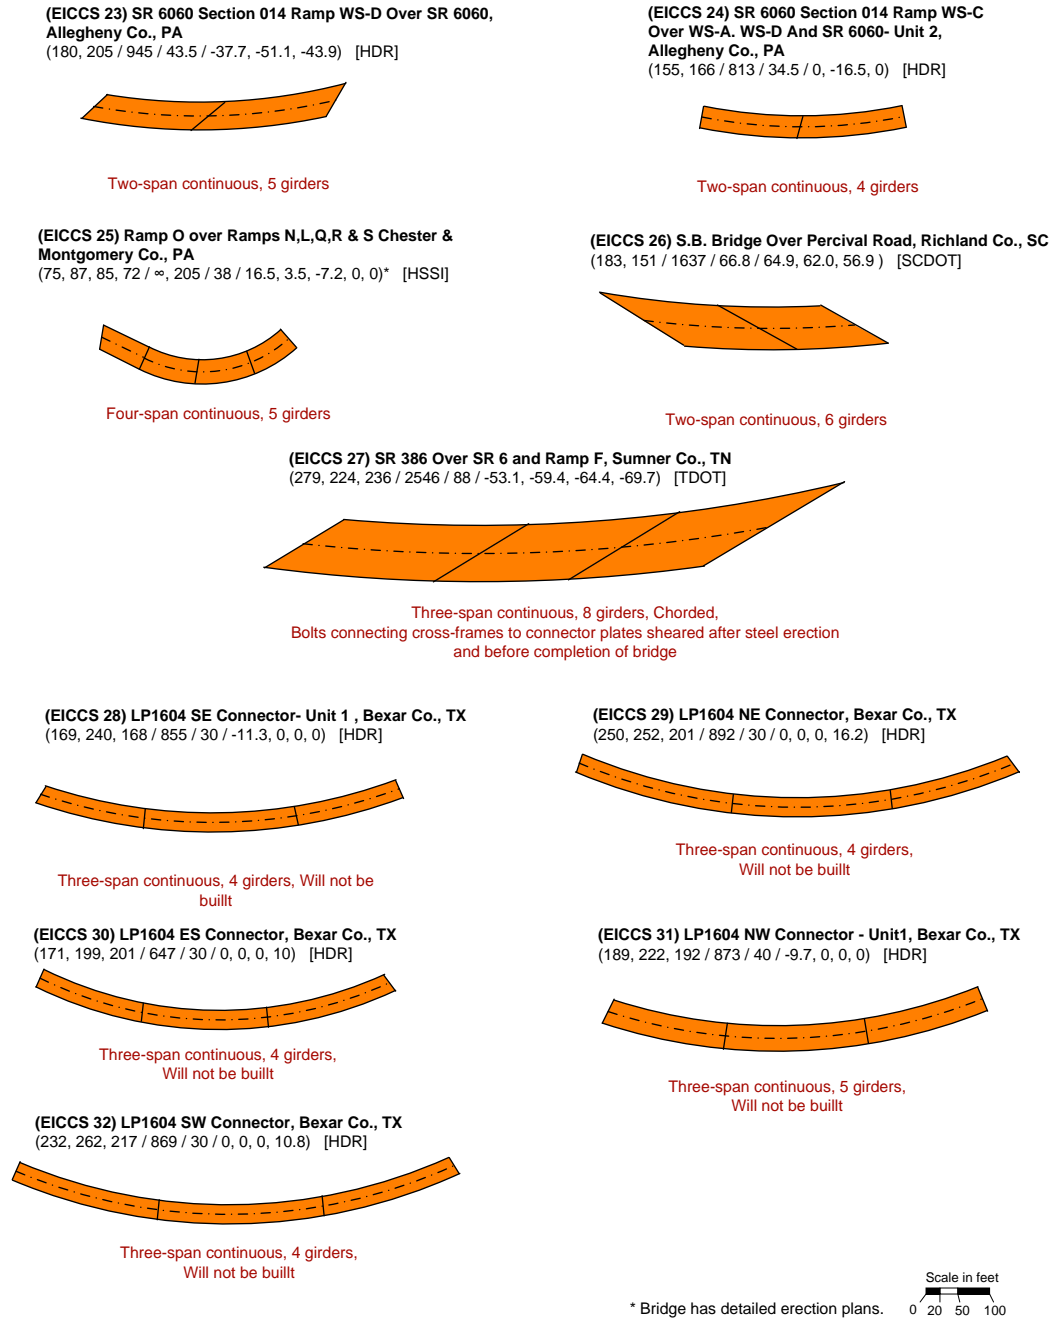 (EICCS 23) SR 6060 Section 014 Ramp WS-D Over SR 6060,
Allegheny Co., PA
(180, 205 / 945 / 43.5 / -37.7, -51.1, -43.9) [HDR]
Two-span continuous, 5 girders
(EICCS 24) SR 6060 Section 014 Ramp WS-C
Over WS-A. WS-D And SR 6060- Unit 2,
Allegheny Co., PA
(155, 166 / 813 / 34.5 / 0, -16.5, 0) [HDR]
Two-span continuous, 4 girders
(EICCS 25) Ramp O over Ramps N,L,Q,R & S Chester &
Montgomery Co., PA
(75, 87, 85, 72 / ∞, 205 / 38 / 16.5, 3.5, -7.2, 0, 0)* [HSSI]
Four-span continuous, 5 girders
(EICCS 26) S.B. Bridge Over Percival Road, Richland Co., SC
(183, 151 / 1637 / 66.8 / 64.9, 62.0, 56.9 ) [SCDOT]
Two-span continuous, 6 girders
(EICCS 27) SR 386 Over SR 6 and Ramp F, Sumner Co., TN
(279, 224, 236 / 2546 / 88 / -53.1, -59.4, -64.4, -69.7) [TDOT]
Three-span continuous, 8 girders, Chorded,
Bolts connecting cross-frames to connector plates sheared after steel erection
and before completion of bridge
(EICCS 28) LP1604 SE Connector- Unit 1 , Bexar Co., TX
(169, 240, 168 / 855 / 30 / -11.3, 0, 0, 0) [HDR]
Three-span continuous, 4 girders, Will not be
buillt
(EICCS 29) LP1604 NE Connector, Bexar Co., TX
(250, 252, 201 / 892 / 30 / 0, 0, 0, 16.2) [HDR]
Three-span continuous, 4 girders,
Will not be buillt
(EICCS 30) LP1604 ES Connector, Bexar Co., TX
(171, 199, 201 / 647 / 30 / 0, 0, 0, 10) [HDR]
Three-span continuous, 4 girders,
Will not be buillt
(EICCS 31) LP1604 NW Connector - Unit1, Bexar Co., TX
(189, 222, 192 / 873 / 40 / -9.7, 0, 0, 0) [HDR]
Three-span continuous, 5 girders,
Will not be buillt
(EICCS 32) LP1604 SW Connector, Bexar Co., TX
(232, 262, 217 / 869 / 30 / 0, 0, 0, 10.8) [HDR]
Three-span continuous, 4 girders,
Will not be buillt
Scale in feet
* Bridge has detailed erection plans.
0 20 50 100